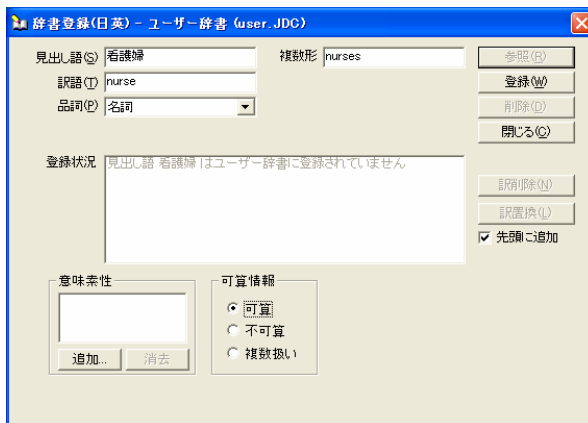 辞書登録(日英) - ユーザー辞書 (user.JDC)
見出し語(S) 看護婦 複数形 nurses 参照(R)
訳語(T) nurse 登録(W)
品詞(P) 名詞 削除(D)
閉じる(C)
登録状況 見出し語 看護婦 はユーザー辞書に登録されていません
訳削除(N)
訳置換(L)
先頭に追加
意味素性 可算情報
可算
不可算
複数扱い
追加... 消去